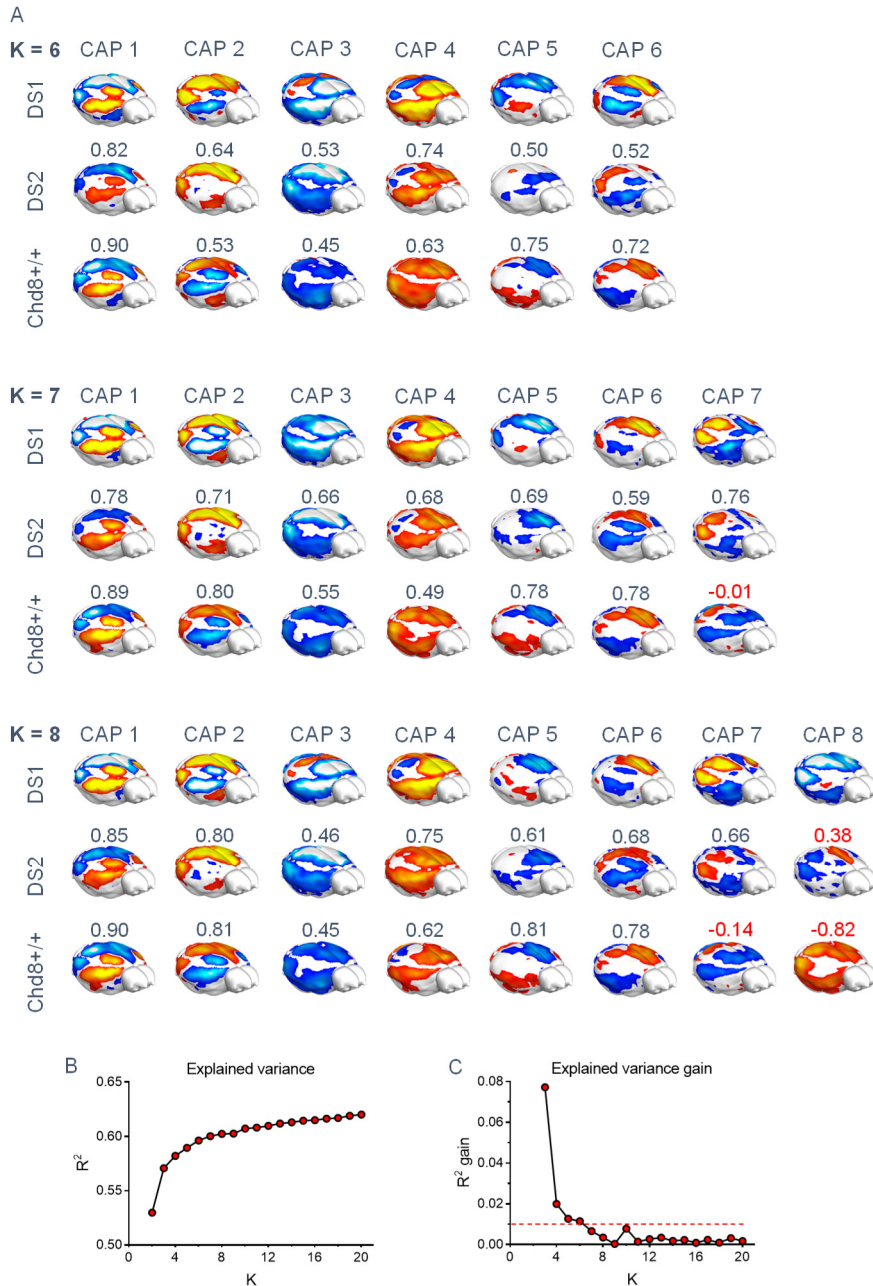 A
K = 6 CAP 1 CAP 2 CAP 3 CAP 4 CAP 5 CAP 6
DS1
0.82 0.64 0.53 0.74 0.50 0.52
DS2
0.90 0.53 0.45 0.63 0.75 0.72
Chd8+/+
K = 7 CAP 1 CAP 2 CAP 3 CAP 4 CAP 5 CAP 6 CAP 7
DS1
0.78 0.71 0.66 0.68 0.69 0.59 0.76
DS2
0.89 0.80 0.55 0.49 0.78 0.78 -0.01
Chd8+/+
K = 8 CAP 1 CAP 2 CAP 3 CAP 4 CAP 5 CAP 6 CAP 7 CAP 8
DS1
0.85 0.80 0.46 0.75 0.61 0.68 0.66 0.38
DS2
0.90 0.81 0.45 0.62 0.81 0.78 -0.14 -0.82
Chd8+/+
B
Explained variance
0.65
0.60
0.55
0.50
R²
0 4 8 12 16 20
K
C
Explained variance gain
0.08
0.06
0.04
0.02
0.00
R² gain
0 4 8 12 16 20
K